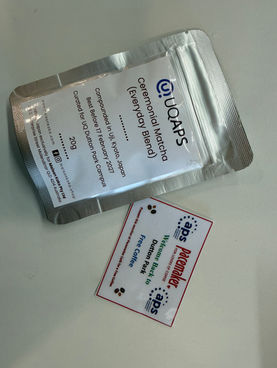 UQAPS
Ceremonial Matcha
(Everyday Blend)
Compounded in Uji, Kyoto, Japan
Best Before 17 February 2027
Curated for UQ Dutton Park Campus
20g
aps
pacemaker
aps
Welcome Back to
Dutton Park
Free Coffee